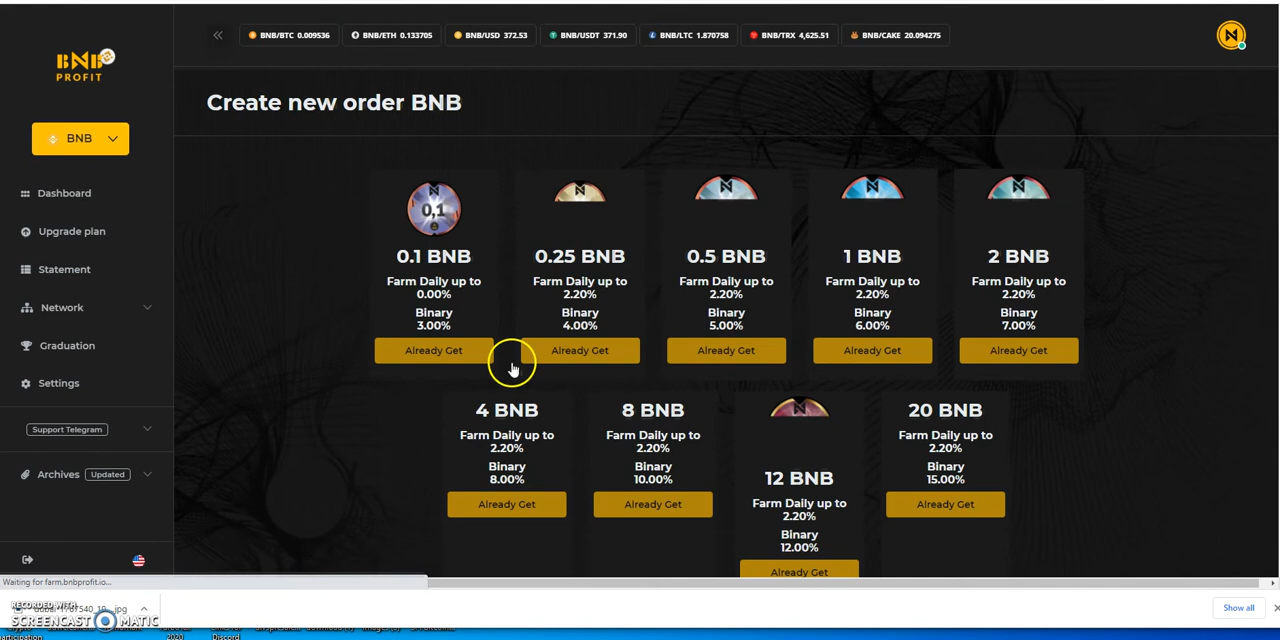 BNB/BTC 0.009536 BNB/ETH 0.133705 BNB/USD 372.53 BNB/USDT 371.90 BNB/LTC 1.870758 BNB/TRX 4,625.51 BNB/CAKE 20.094275
BNB
PROFIT
BNB
Dashboard
Upgrade plan
Statement
Network
Graduation
Settings
Support Telegram
Archives Updated
Create new order BNB
0,1
0.1 BNB
Farm Daily up to
0.00%
Binary
3.00%
Already Get
0.25 BNB
Farm Daily up to
2.20%
Binary
4.00%
Already Get
0.5 BNB
Farm Daily up to
2.20%
Binary
5.00%
Already Get
1 BNB
Farm Daily up to
2.20%
Binary
6.00%
Already Get
2 BNB
Farm Daily up to
2.20%
Binary
7.00%
Already Get
4 BNB
Farm Daily up to
2.20%
Binary
8.00%
Already Get
8 BNB
Farm Daily up to
2.20%
Binary
10.00%
Already Get
12 BNB
Farm Daily up to
2.20%
Binary
12.00%
Already Get
20 BNB
Farm Daily up to
2.20%
Binary
15.00%
Already Get
Waiting for farm.bnbprofit.io...
RECORDED WITH
SCREENCAST MATIC
.jpg
Show all
2020
Discord